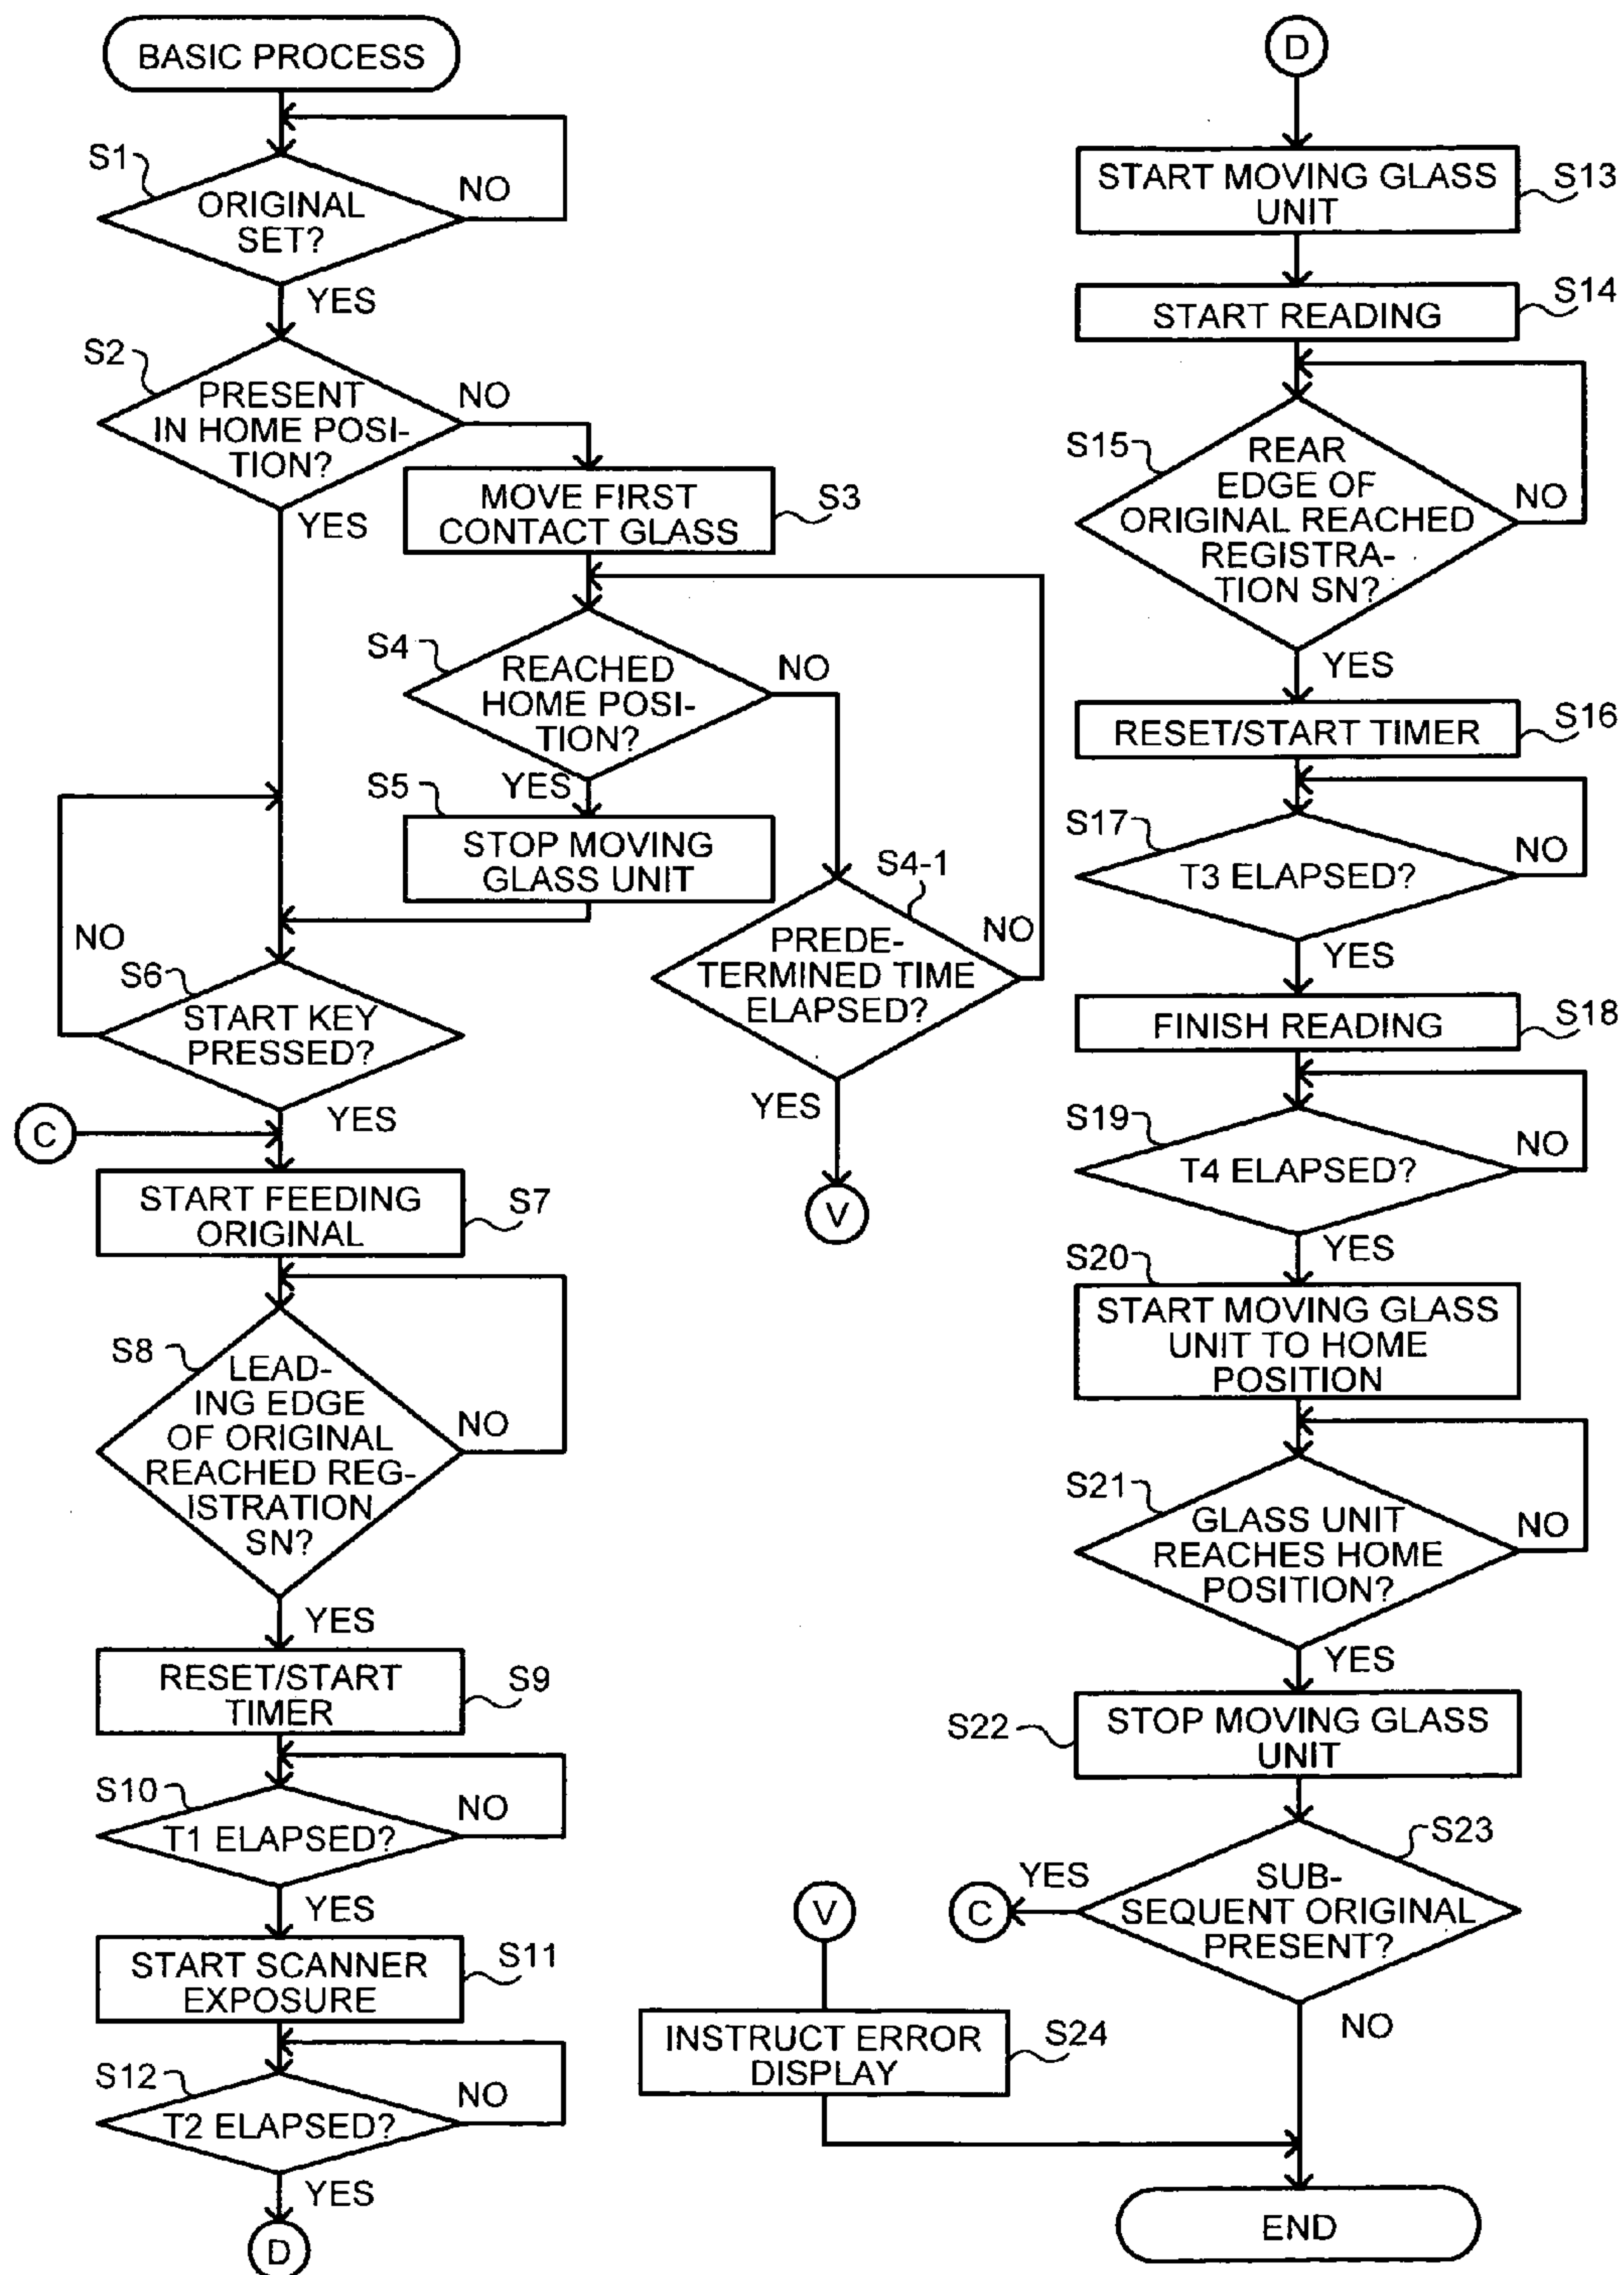 BASIC PROCESS
S1
ORIGINAL
SET?
NO
YES
S2
PRESENT
IN HOME POSI-
TION?
NO
YES
MOVE FIRST
CONTACT GLASS
S3
S4
REACHED
HOME POSI-
TION?
NO
YES
S5
STOP MOVING
GLASS UNIT
S4-1
PREDE-
TERMINED TIME
ELAPSED?
NO
YES
V
NO
S6
START KEY
PRESSED?
YES
C
START FEEDING
ORIGINAL
S7
S8
LEAD-
ING EDGE
OF ORIGINAL
REACHED REG-
ISTRATION
SN?
NO
YES
RESET/START
TIMER
S9
S10
T1 ELAPSED?
NO
YES
START SCANNER
EXPOSURE
S11
S12
T2 ELAPSED?
NO
YES
D
D
START MOVING GLASS
UNIT
S13
START READING
S14
S15
REAR
EDGE OF
ORIGINAL REACHED
REGISTRA-
TION SN?
NO
YES
RESET/START TIMER
S16
S17
T3 ELAPSED?
NO
YES
FINISH READING
S18
S19
T4 ELAPSED?
NO
YES
S20
START MOVING GLASS
UNIT TO HOME
POSITION
S21
GLASS UNIT
REACHES HOME
POSITION?
NO
YES
S22
STOP MOVING GLASS
UNIT
S23
SUB-
SEQUENT ORIGINAL
PRESENT?
YES
C
NO
V
INSTRUCT ERROR
DISPLAY
S24
END